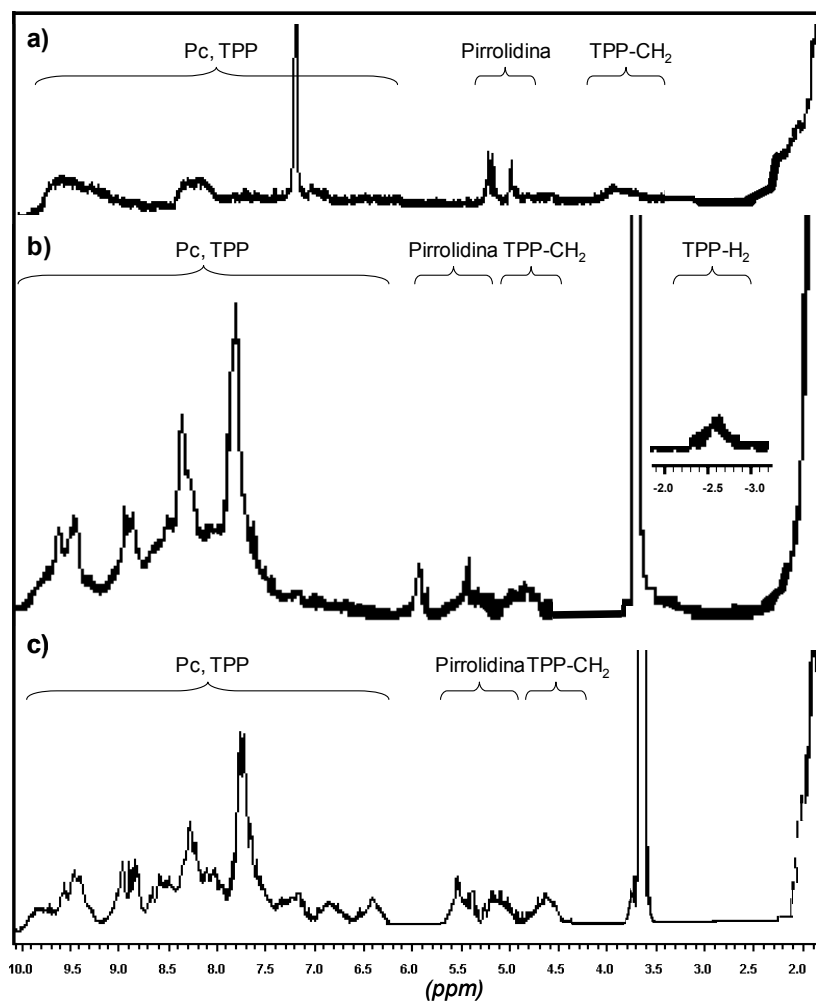 a)
Pc, TPP
Pirrolidina
TPP-CH₂
b)
Pc, TPP
Pirrolidina TPP-CH₂
TPP-H₂
-2.0 -2.5 -3.0
c)
Pc, TPP
Pirrolidina TPP-CH₂
10.0 9.5 9.0 8.5 8.0 7.5 7.0 6.5 6.0 5.5 5.0 4.5 4.0 3.5 3.0 2.5 2.0
(ppm)